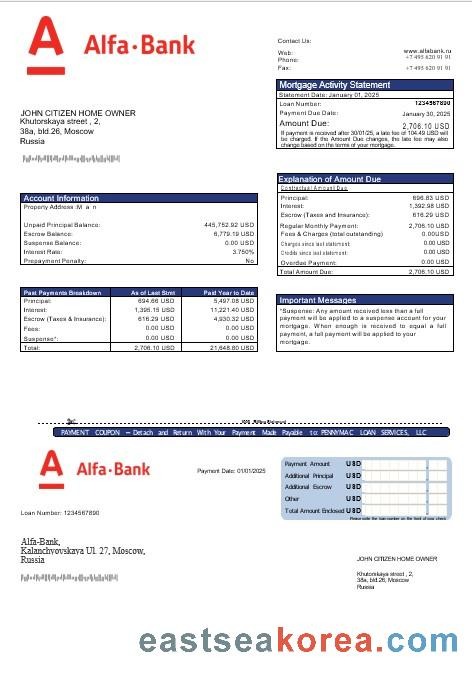 Alfa·Bank
Contact Us:
Web: www.alfabank.ru
Phone: +7 495 620 91 91
Fax: +7 495 620 91 91
Mortgage Activity Statement
Statement Date: January 01, 2025
Loan Number: 1234567890
Payment Due Date: January 30, 2025
Amount Due: 2,706.10 USD
If payment is received after 30/01/25, a late fee of 104.49 USD will
be charged. If the Amount Due changes, the late fee may also
change based on the terms of your mortgage.
JOHN CITIZEN HOME OWNER
Khutorskaya street , 2,
38a, bld.26, Moscow
Russia
Explanation of Amount Due
Contractual Amount Due
Principal: 696.83 USD
Interest: 1,392.98 USD
Escrow (Taxes and Insurance): 616.29 USD
Regular Monthly Payment: 2,706.10 USD
Fees & Charges (total outstanding) 0.00USD
Charges since last statement: 0.00 USD
Credits since last statement: 0.00 USD
Overdue Payment: 0.00 USD
Total Amount Due: 2,706.10 USD
Account Information
Property Address M a n
Unpaid Principal Balance: 445,752.92 USD
Escrow Balance: 6,779.19 USD
Suspense Balance: 0.00 USD
Interest Rate: 3.750%
Prepayment Penalty: No
Past Payments Breakdown As of Last Stmt Paid Year to Date
Principal: 694.66 USD 5,497.08 USD
Interest: 1,395.15 USD 11,221.40 USD
Escrow (Taxes & Insurance): 616.29 USD 4,930.32 USD
Fees: 0.00 USD 0.00 USD
Suspense*: 0.00 USD 0.00 USD
Total: 2,706.10 USD 21,648.80 USD
Important Messages
*Suspense: Any amount received less than a full
payment will be applied to a suspense account for your
mortgage. When enough is received to equal a full
payment, a full payment will be applied to your
mortgage.
PAYMENT COUPON – Detach and Return With Your Payment Made Payable to: PENNYMAC LOAN SERVICES, LLC
Alfa·Bank
Payment Date: 01/01/2025
Payment Amount USD
Additional Principal USD
Additional Escrow USD
Other USD
Total Amount Enclosed USD
Please write the loan number on the front of your check
Loan Number: 1234567890
Alfa-Bank,
Kalanchyovskaya Ul. 27, Moscow,
Russia
JOHN CITIZEN HOME OWNER
Khutorskaya street , 2,
38a, bld.26, Moscow
Russia
eastseakorea.com